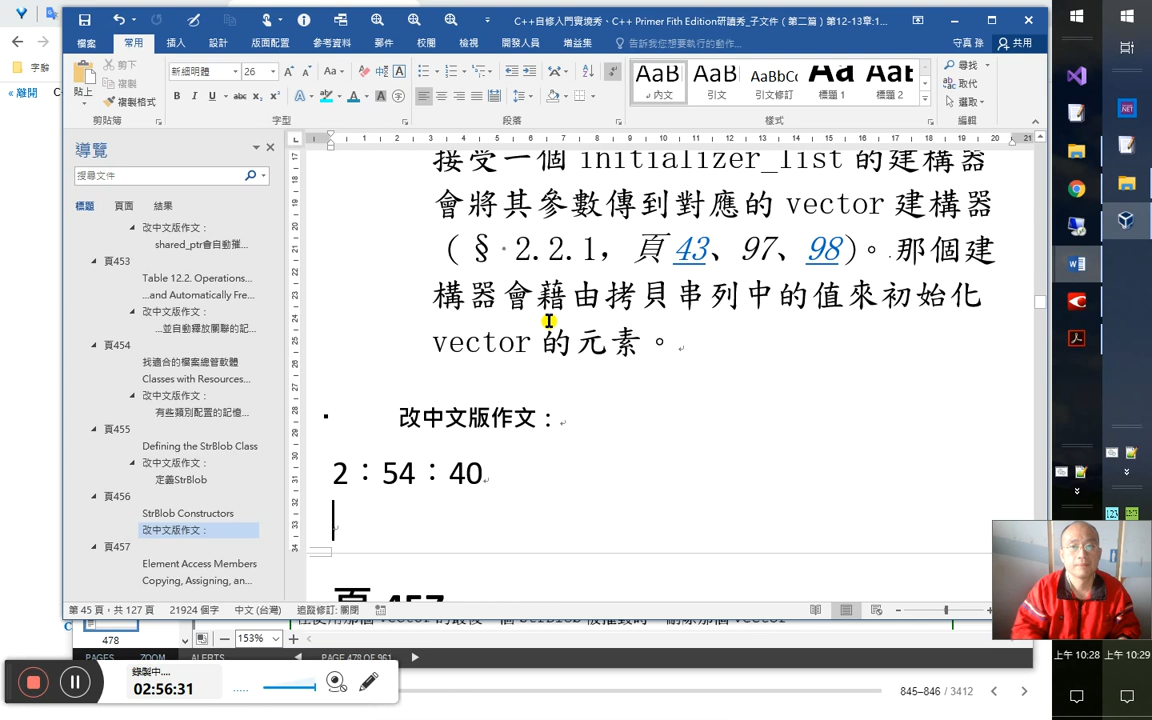 C++自修入門實境秀、C++ Primer Fith Edition研讀秀_子文件（第二篇）第12-13章:1...
檔案 常用 插入 設計 版面配置 參考資料 郵件 校閱 檢視 開發人員 增益集 告訴我您想要執行的動作... 守真 孫 共用
字齡
« 離開
貼上
剪下
複製
複製格式
新細明體 26
AaBbC 內文
AaBbC 引文
AaBbCc 引文修訂
標題 1
標題 2
尋找
取代
選取
剪貼簿 字型 段落 樣式 編輯
導覽
搜尋文件
標題 頁面 結果
改中文版作文：
shared_ptr會自動摧...
頁453
Table 12.2. Operations...
...and Automatically Fre...
改中文版作文：
...並自動釋放關聯的記...
頁454
找適合的檔案總管軟體
Classes with Resources...
改中文版作文：
有些類別配置的記憶...
頁455
Defining the StrBlob Class
改中文版作文：
定義StrBlob
頁456
StrBlob Constructors
改中文版作文：
頁457
Element Access Members
Copying, Assigning, an...
接受一個 initializer_list 的建構器
會將其參數傳到對應的 vector 建構器
(§ 2.2.1, 頁 43、97、98)。那個建
構器會藉由拷貝串列中的值來初始化
vector 的元素。
改中文版作文：
2：54：40
頁 457
第 45 頁，共 127 頁 21924 個字 中文 (台灣) 追蹤修訂: 關閉
478
153%
PAGES ZOOM ALERTS PAGE 478 OF 961
錄製中....
02:56:31
845–846 / 3412
上午 10:28 上午 10:29